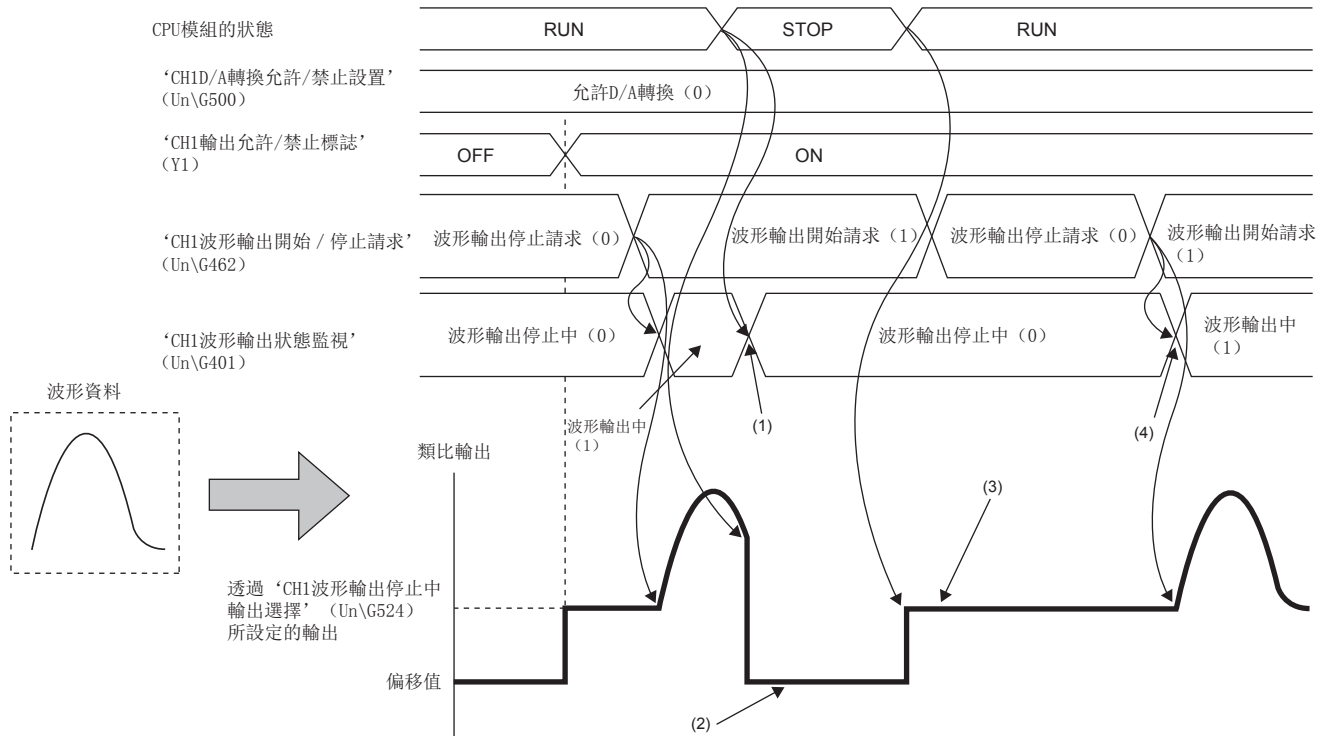 CPU模組的狀態
RUN
STOP
RUN
‘CH1D/A轉換允許/禁止設置’
（Un\G500）
允許D/A轉換（0）
‘CH1輸出允許/禁止標誌’
（Y1）
OFF
ON
‘CH1波形輸出開始/停止請求’
（Un\G462）
波形輸出停止請求（0）
波形輸出開始請求（1）
波形輸出停止請求（0）
波形輸出開始請求
（1）
‘CH1波形輸出狀態監視’
（Un\G401）
波形輸出停止中（0）
波形輸出停止中（0）
波形輸出中
（1）
波形資料
波形輸出中
（1）
(1)
(4)
類比輸出
(3)
透過‘CH1波形輸出停止中
輸出選擇’（Un\G524）
所設定的輸出
偏移值
(2)